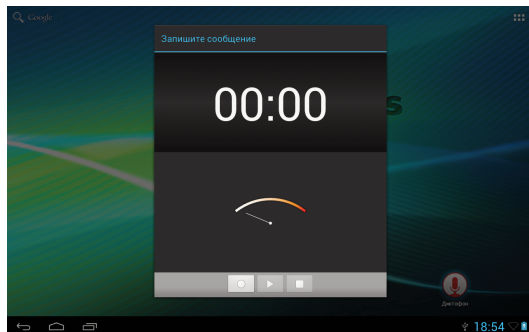 Google
Запишите сообщение
00:00
s
Диктофон
18:54